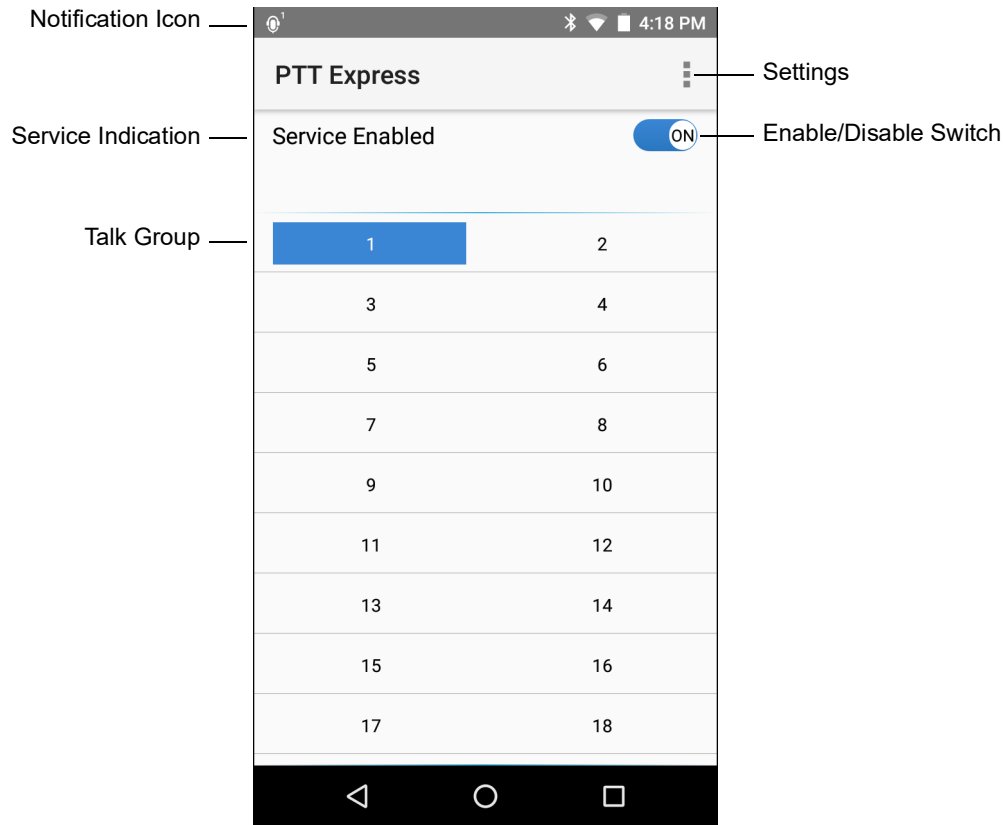 Notification Icon
1
4:18 PM
PTT Express
Settings
Service Indication
Service Enabled
ON
Enable/Disable Switch
Talk Group
1 2
3 4
5 6
7 8
9 10
11 12
13 14
15 16
17 18